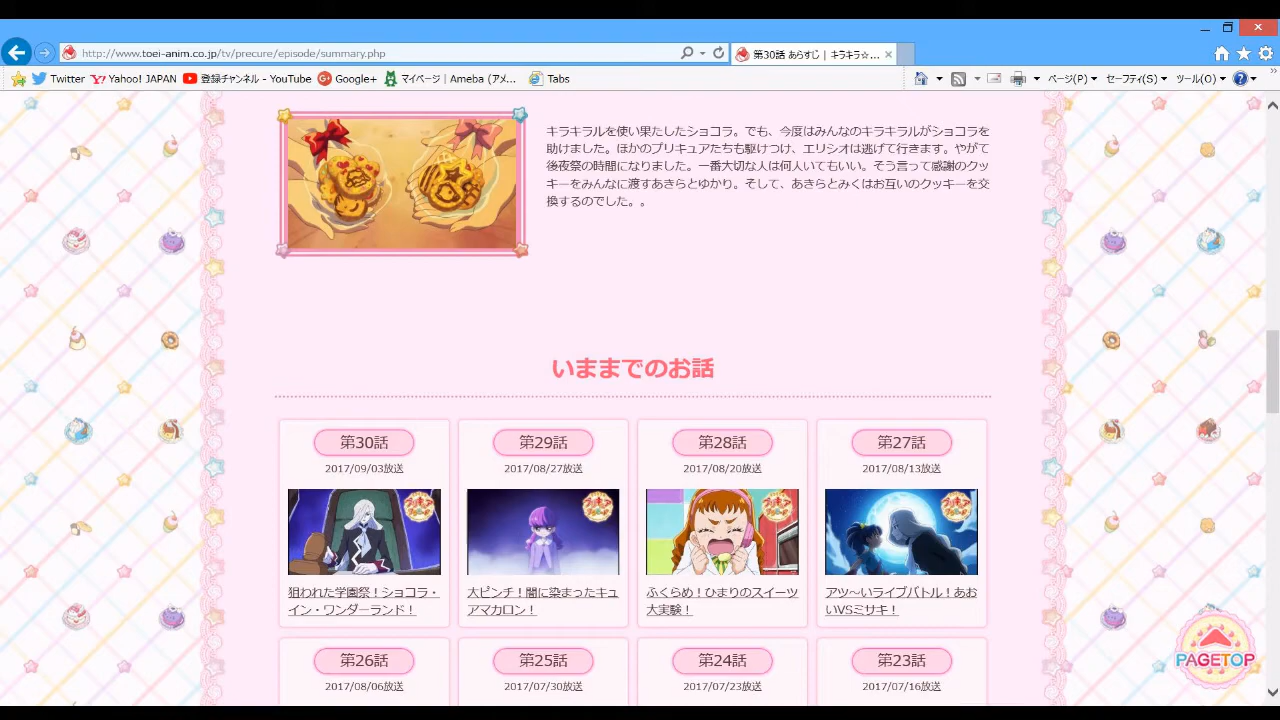 http://www.toei-anim.co.jp/tv/precure/episode/summary.php
第30話 あらすじ | キラキラ☆...
Twitter Yahoo! JAPAN 登録チャンネル - YouTube Google+ マイページ | Ameba (アメ... Tabs
ページ(P) セーフティ(S) ツール(O)
キラキラルを使い果たしたショコラ。でも、今度はみんなのキラキラルがショコラを
助けました。ほかのプリキュアたちも駆けつけ、エリシオは逃げて行きます。やがて
後夜祭の時間になりました。一番大切な人は何人いてもいい。そう言って感謝のクッ
キーをみんなに渡すあきらとゆかり。そして、あきらとみくはお互いのクッキーを交
換するのでした。。
いままでのお話
第30話
2017/09/03放送
狙われた学園祭！ショコラ・
イン・ワンダーランド！
第29話
2017/08/27放送
大ピンチ！闇に染まったキュ
アマカロン！
第28話
2017/08/20放送
ふくらめ！ひまりのスイーツ
大実験！
第27話
2017/08/13放送
アツ〜いライブバトル！あお
いVSミサキ！
第26話
2017/08/06放送
第25話
2017/07/30放送
第24話
2017/07/23放送
第23話
2017/07/16放送
PAGETOP